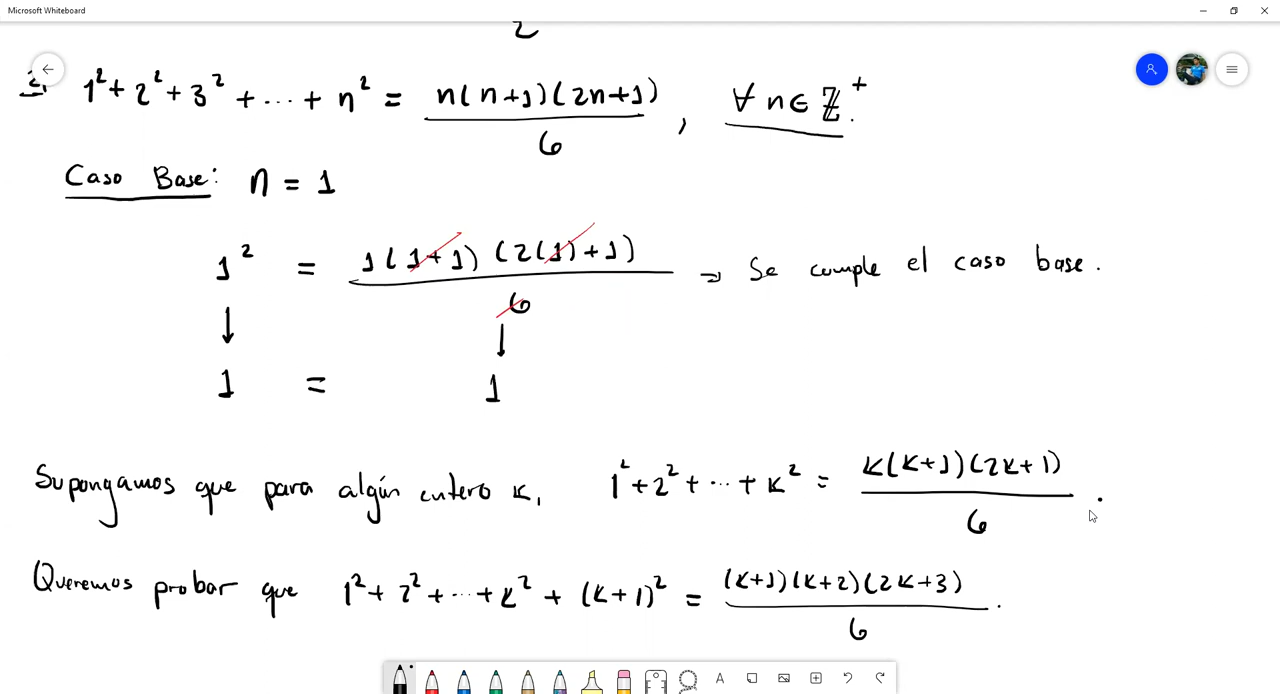 Microsoft Whiteboard
2
2. 1² + 2² + 3² + ... + n² = n(n+1)(2n+1) / 6 , ∀ n ∈ ℤ⁺.
Caso Base: n = 1
1² = 1(1+1)(2(1)+1) / 6 → Se cumple el caso base.
↓ ↓
1 = 1
Supongamos que para algún entero k, 1² + 2² + ... + k² = k(k+1)(2k+1) / 6 .
Queremos probar que 1² + 2² + ... + k² + (k+1)² = (k+1)(k+2)(2k+3) / 6 .